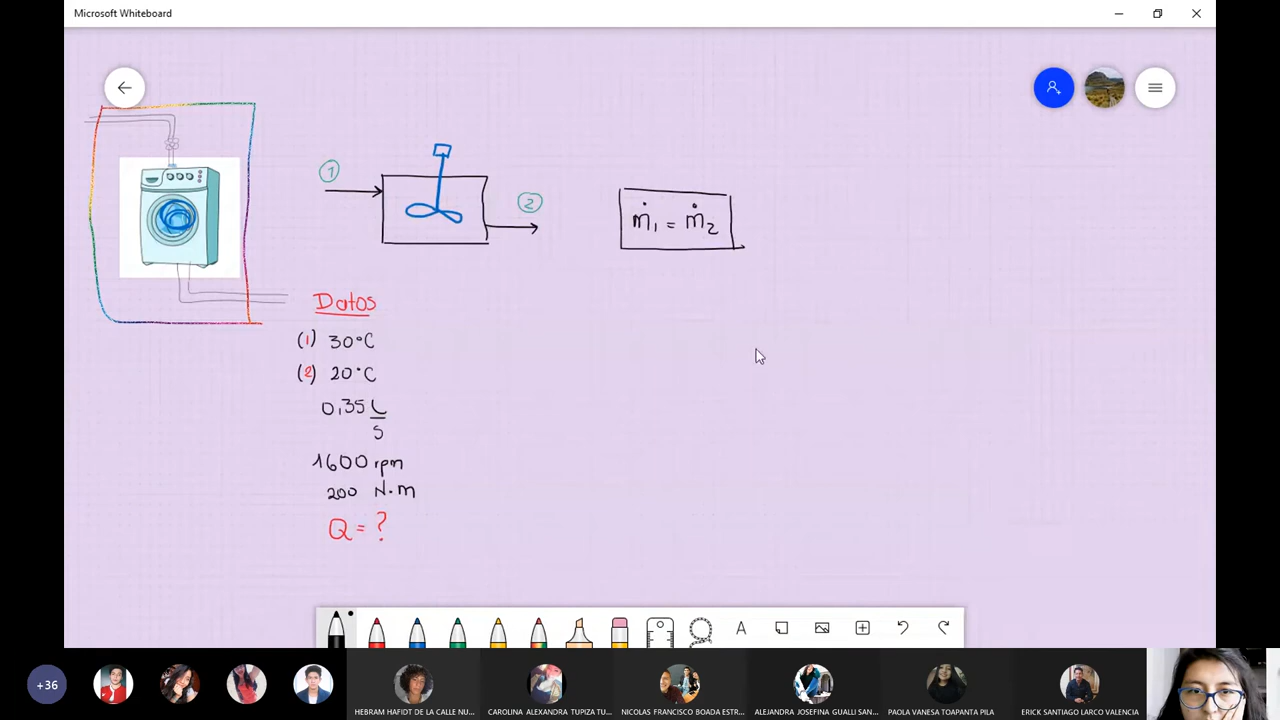 Microsoft Whiteboard
1
2
ṁ₁ = ṁ₂
Datos
(1) 30°C
(2) 20°C
0,35 L/s
1600 rpm
200 N·m
Q = ?
A
+36
HEBRAM HAFIDT DE LA CALLE NU...
CAROLINA ALEXANDRA TUPIZA TU...
NICOLAS FRANCISCO BOADA ESTR...
ALEJANDRA JOSEFINA GUALLI SAN...
PAOLA VANESA TOAPANTA PILA
ERICK SANTIAGO LARCO VALENCIA